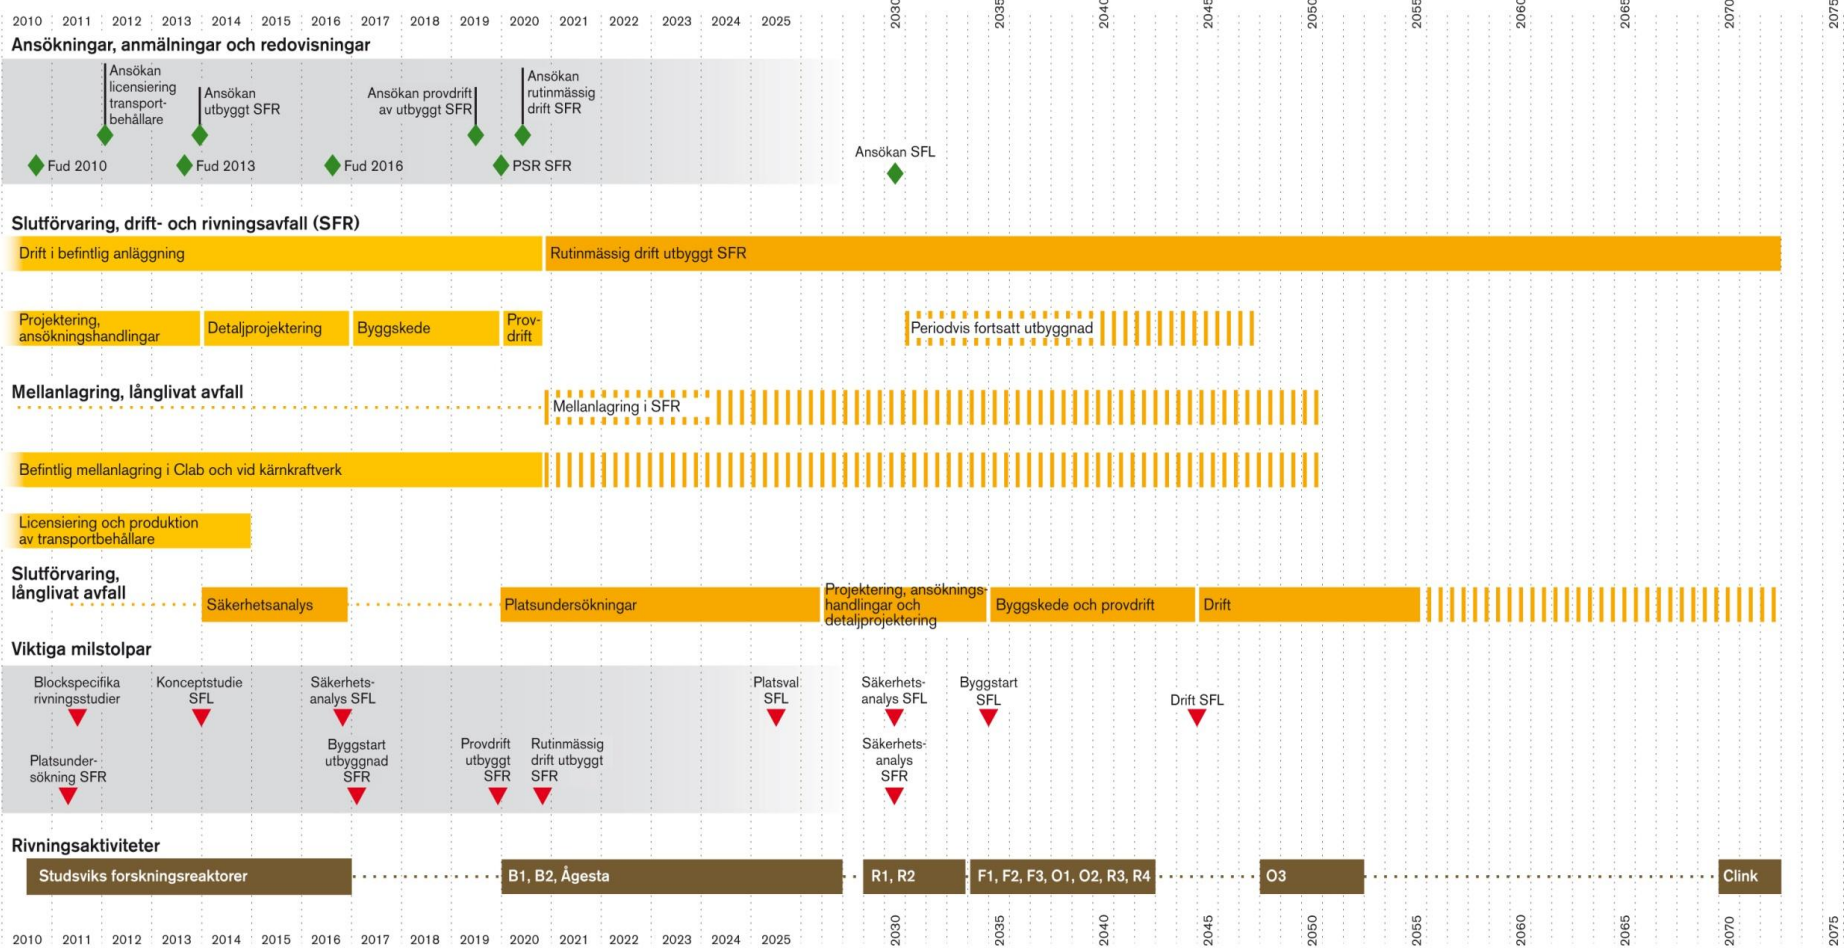 2010 2011 2012 2013 2014 2015 2016 2017 2018 2019 2020 2021 2022 2023 2024 2025 2030 2035 2040 2045 2050 2055 2060 2065 2070 2075
Ansökningar, anmälningar och redovisningar
Ansökan
licensiering
transport-
behållare
Ansökan
utbyggt SFR
Ansökan provdrift
av utbyggt SFR
Ansökan
rutinmässig
drift SFR
Fud 2010
Fud 2013
Fud 2016
PSR SFR
Ansökan SFL
Slutförvaring, drift- och rivningsavfall (SFR)
Drift i befintlig anläggning
Rutinmässig drift utbyggt SFR
Projektering,
ansökningshandlingar
Detaljprojektering
Byggskede
Prov-
drift
Periodvis fortsatt utbyggnad
Mellanlagring, långlivat avfall
Mellanlagring i SFR
Befintlig mellanlagring i Clab och vid kärnkraftverk
Licensiering och produktion
av transportbehållare
Slutförvaring,
långlivat avfall
Säkerhetsanalys
Platsundersökningar
Projektering, ansöknings-
handlingar och
detaljprojektering
Byggskede och provdrift
Drift
Viktiga milstolpar
Blockspecifika
rivningsstudier
Konceptstudie
SFL
Säkerhets-
analys SFL
Platsval
SFL
Säkerhets-
analys SFL
Byggstart
SFL
Drift SFL
Platsunder-
sökning SFR
Byggstart
utbyggnad
SFR
Provdrift
utbyggt
SFR
Rutinmässig
drift utbyggt
SFR
Säkerhets-
analys
SFR
Rivningsaktiviteter
Studsviks forskningsreaktorer
B1, B2, Ågesta
R1, R2
F1, F2, F3, O1, O2, R3, R4
O3
Clink
2010 2011 2012 2013 2014 2015 2016 2017 2018 2019 2020 2021 2022 2023 2024 2025 2030 2035 2040 2045 2050 2055 2060 2065 2070 2075